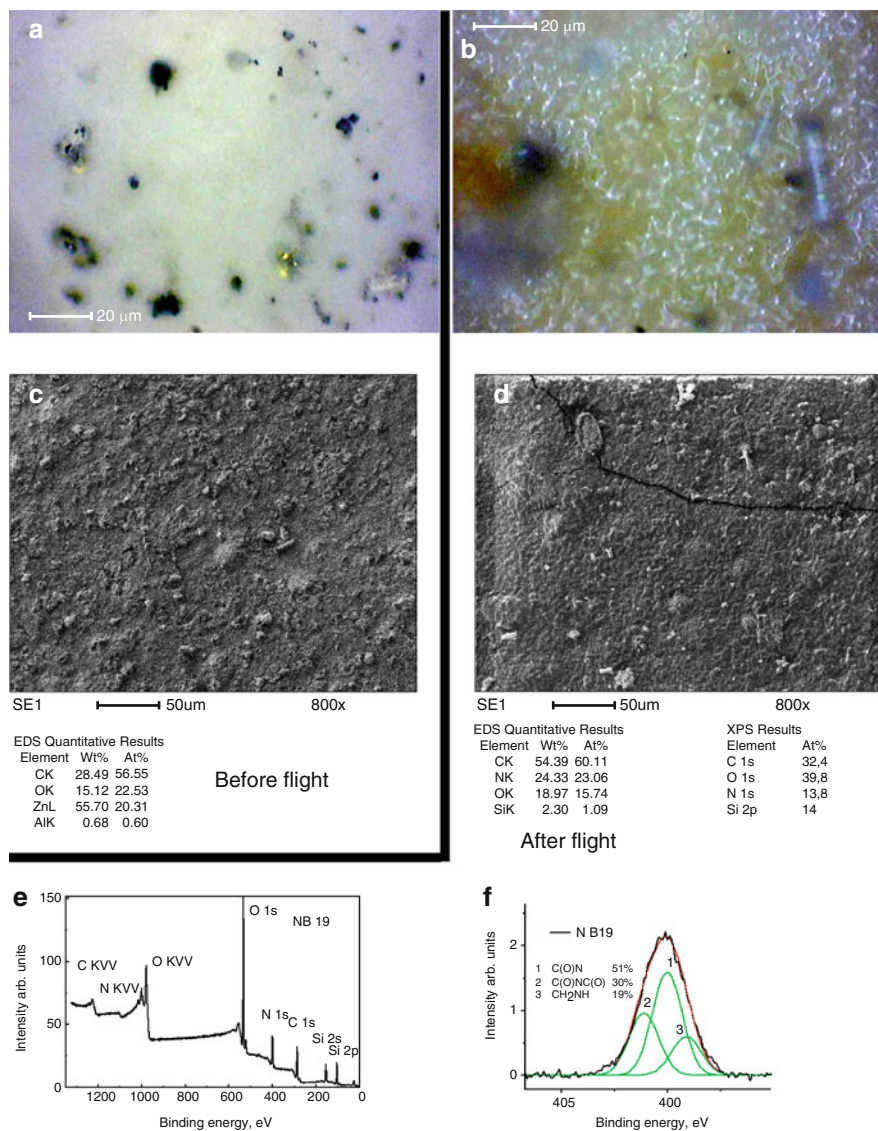 a
20 μm
b
20 μm
c
SE1 50um 800x
d
SE1 50um 800x
EDS Quantitative Results
Element Wt% At%
CK 28.49 56.55
OK 15.12 22.53
ZnL 55.70 20.31
AlK 0.68 0.60
Before flight
EDS Quantitative Results
Element Wt% At%
CK 54.39 60.11
NK 24.33 23.06
OK 18.97 15.74
SiK 2.30 1.09
XPS Results
Element At%
C 1s 32,4
O 1s 39,8
N 1s 13,8
Si 2p 14
After flight
e
Intensity arb. units
150
100
50
0
O 1s
NB 19
C KVV
O KVV
N KVV
N 1s
C 1s
Si 2s
Si 2p
1200 1000 800 600 400 200 0
Binding energy, eV
f
Intensity arb. units
2
1
0
N B19
1 C(O)N 51%
2 C(O)NC(O) 30%
3 CH2NH 19%
1
2
3
405 400
Binding energy, eV